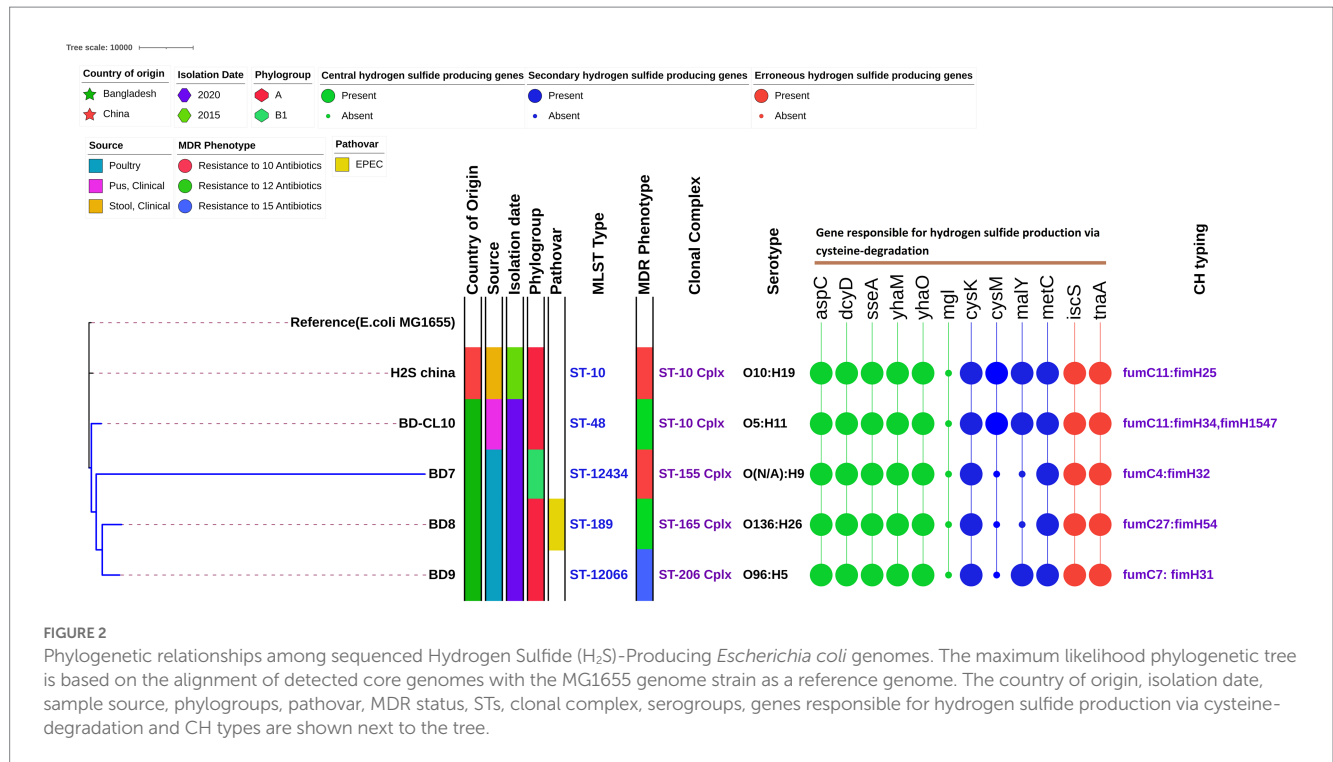 Tree scale: 10000
Country of origin
Bangladesh
China
Isolation Date
2020
2015
Phylogroup
A
B1
Central hydrogen sulfide producing genes
Present
Absent
Secondary hydrogen sulfide producing genes
Present
Absent
Erroneous hydrogen sulfide producing genes
Present
Absent
Source
Poultry
Pus, Clinical
Stool, Clinical
MDR Phenotype
Resistance to 10 Antibiotics
Resistance to 12 Antibiotics
Resistance to 15 Antibiotics
Pathovar
EPEC
Country of Origin
Source
Isolation date
Phylogroup
Pathovar
MLST Type
MDR Phenotype
Clonal Complex
Serotype
Gene responsible for hydrogen sulfide production via
cysteine-degradation
aspC
dcyD
sseA
yhaM
yhaO
mgl
cysK
cysM
malY
metC
iscS
tnaA
CH typing
Reference(E.coli MG1655)
H2S china ST-10 ST-10 Cplx O10:H19 fumC11:fimH25
BD-CL10 ST-48 ST-10 Cplx O5:H11 fumC11:fimH34,fimH1547
BD7 ST-12434 ST-155 Cplx O(N/A):H9 fumC4:fimH32
BD8 ST-189 ST-165 Cplx O136:H26 fumC27:fimH54
BD9 ST-12066 ST-206 Cplx O96:H5 fumC7: fimH31
FIGURE 2
Phylogenetic relationships among sequenced Hydrogen Sulfide (H₂S)-Producing Escherichia coli genomes. The maximum likelihood phylogenetic tree
is based on the alignment of detected core genomes with the MG1655 genome strain as a reference genome. The country of origin, isolation date,
sample source, phylogroups, pathovar, MDR status, STs, clonal complex, serogroups, genes responsible for hydrogen sulfide production via cysteine-
degradation and CH types are shown next to the tree.